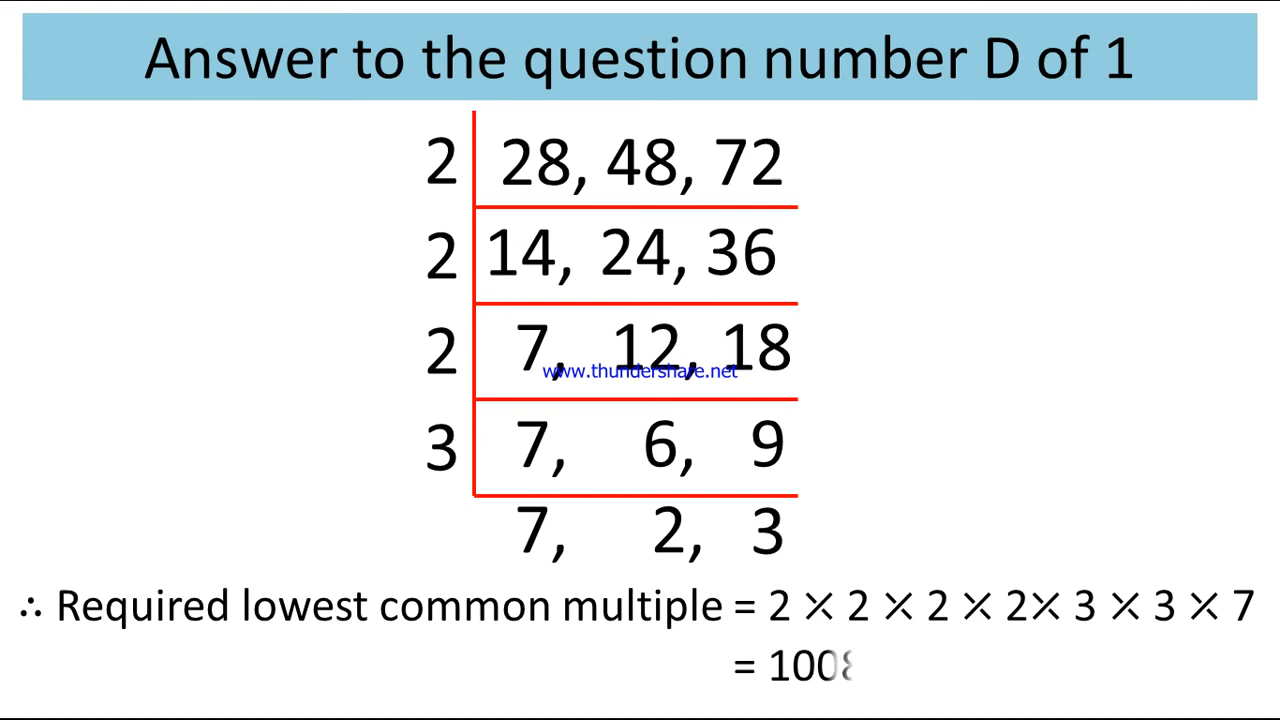 Answer to the question number D of 1
2 28, 48, 72
2 14, 24, 36
2 7, 12, 18
www.thundershare.net
3 7, 6, 9
7, 2, 3
∴ Required lowest common multiple = 2 × 2 × 2 × 2× 3 × 3 × 7
= 1008